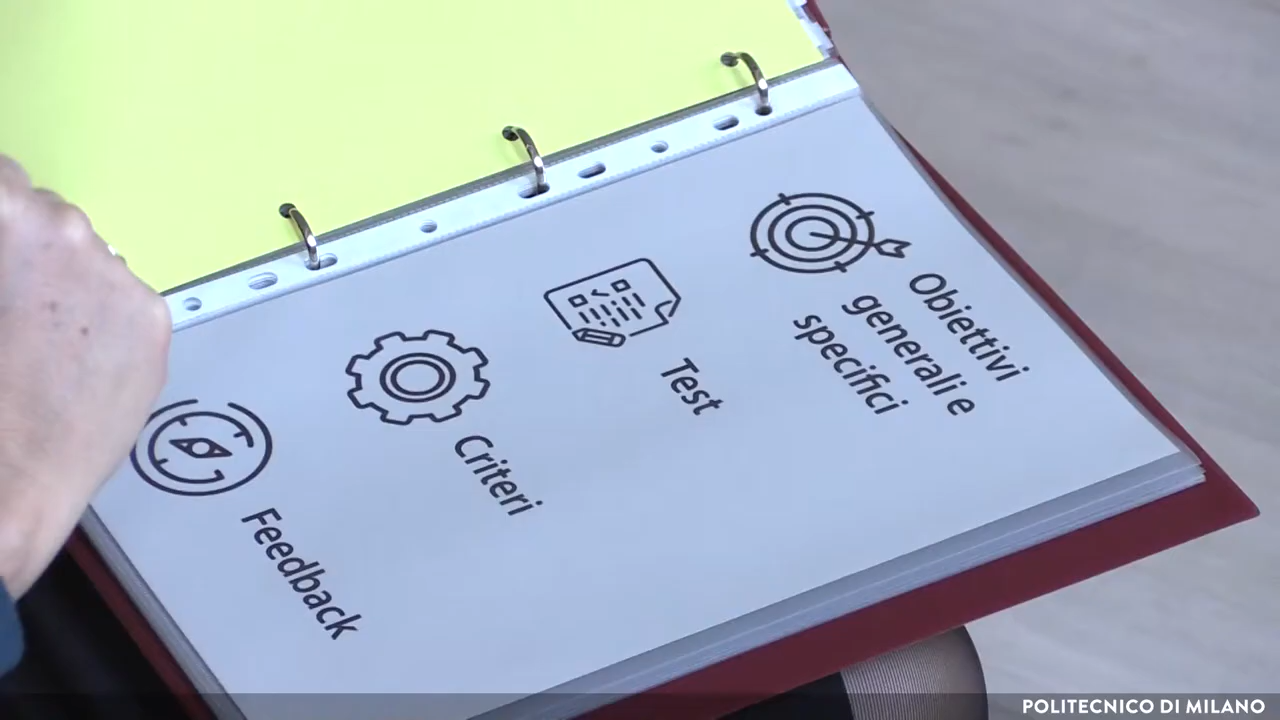 Obiettivi
generali e
specifici
Test
Criteri
Feedback
POLITECNICO DI MILANO